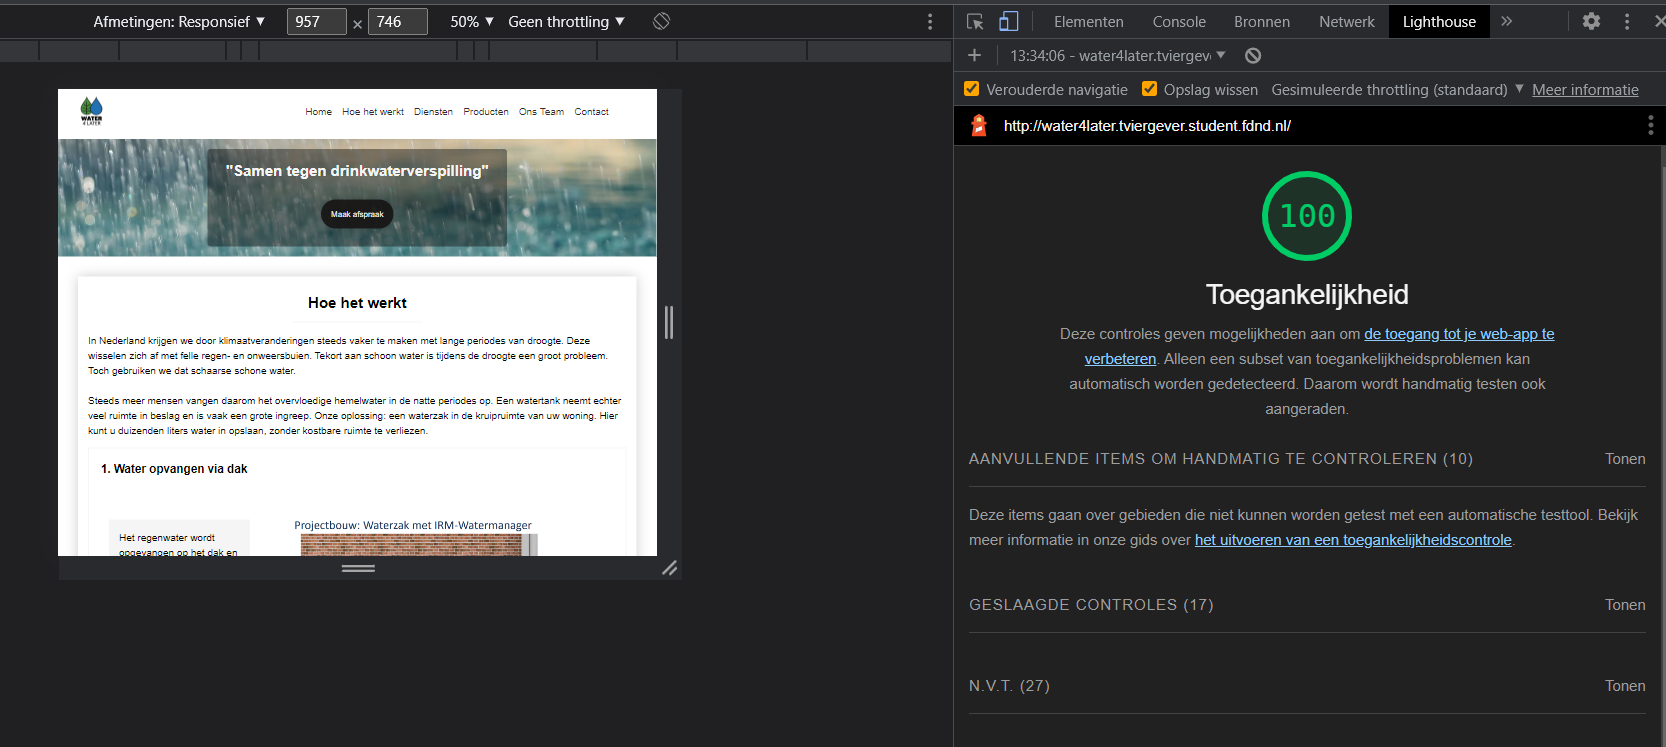 Afmetingen: Responsief ▼ 957 × 746 50% ▼ Geen throttling ▼
Elementen Console Bronnen Netwerk Lighthouse
13:34:06 - water4later.tviergev ▼
Verouderde navigatie Opslag wissen Gesimuleerde throttling (standaard) ▼ Meer informatie
http://water4later.tviergever.student.fdnd.nl/
WATER
4 LATER
Home Hoe het werkt Diensten Producten Ons Team Contact
"Samen tegen drinkwaterverspilling"
Maak afspraak
Hoe het werkt
In Nederland krijgen we door klimaatveranderingen steeds vaker te maken met lange periodes van droogte. Deze
wisselen zich af met felle regen- en onweersbuien. Tekort aan schoon water is tijdens de droogte een groot probleem.
Toch gebruiken we dat schaarse schone water.
Steeds meer mensen vangen daarom het overvloedige hemelwater in de natte periodes op. Een watertank neemt echter
veel ruimte in beslag en is vaak een grote ingreep. Onze oplossing: een waterzak in de kruipruimte van uw woning. Hier
kunt u duizenden liters water in opslaan, zonder kostbare ruimte te verliezen.
1. Water opvangen via dak
Het regenwater wordt
opgevangen op het dak en
Projectbouw: Waterzak met IRM-Watermanager
100
Toegankelijkheid
Deze controles geven mogelijkheden aan om de toegang tot je web-app te
verbeteren. Alleen een subset van toegankelijkheidsproblemen kan
automatisch worden gedetecteerd. Daarom wordt handmatig testen ook
aangeraden.
AANVULLENDE ITEMS OM HANDMATIG TE CONTROLEREN (10) Tonen
Deze items gaan over gebieden die niet kunnen worden getest met een automatische testtool. Bekijk
meer informatie in onze gids over het uitvoeren van een toegankelijkheidscontrole.
GESLAAGDE CONTROLES (17) Tonen
N.V.T. (27) Tonen